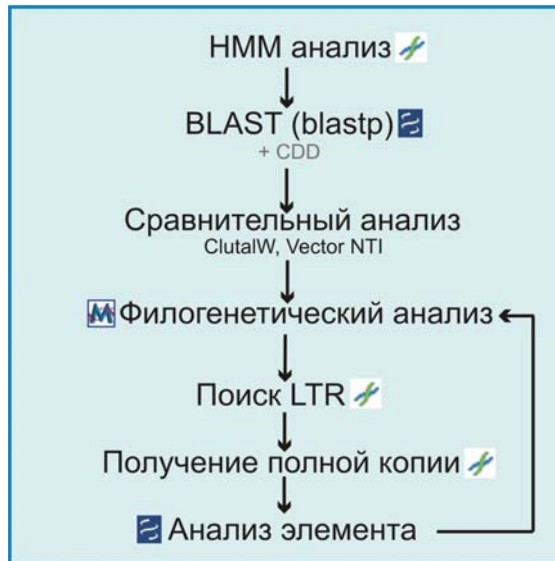 HMM анализ
BLAST (blastp)
+ CDD
Сравнительный анализ
ClutalW, Vector NTI
Филогенетический анализ
Поиск LTR
Получение полной копии
Анализ элемента